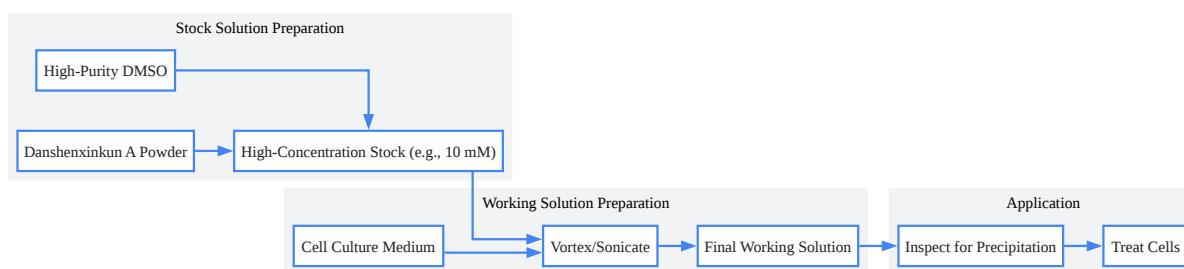 Stock Solution Preparation
High-Purity DMSO
Danshenxinkun A Powder
High-Concentration Stock (e.g., 10 mM)
Working Solution Preparation
Cell Culture Medium
Vortex/Sonicate
Final Working Solution
Application
Inspect for Precipitation
Treat Cells